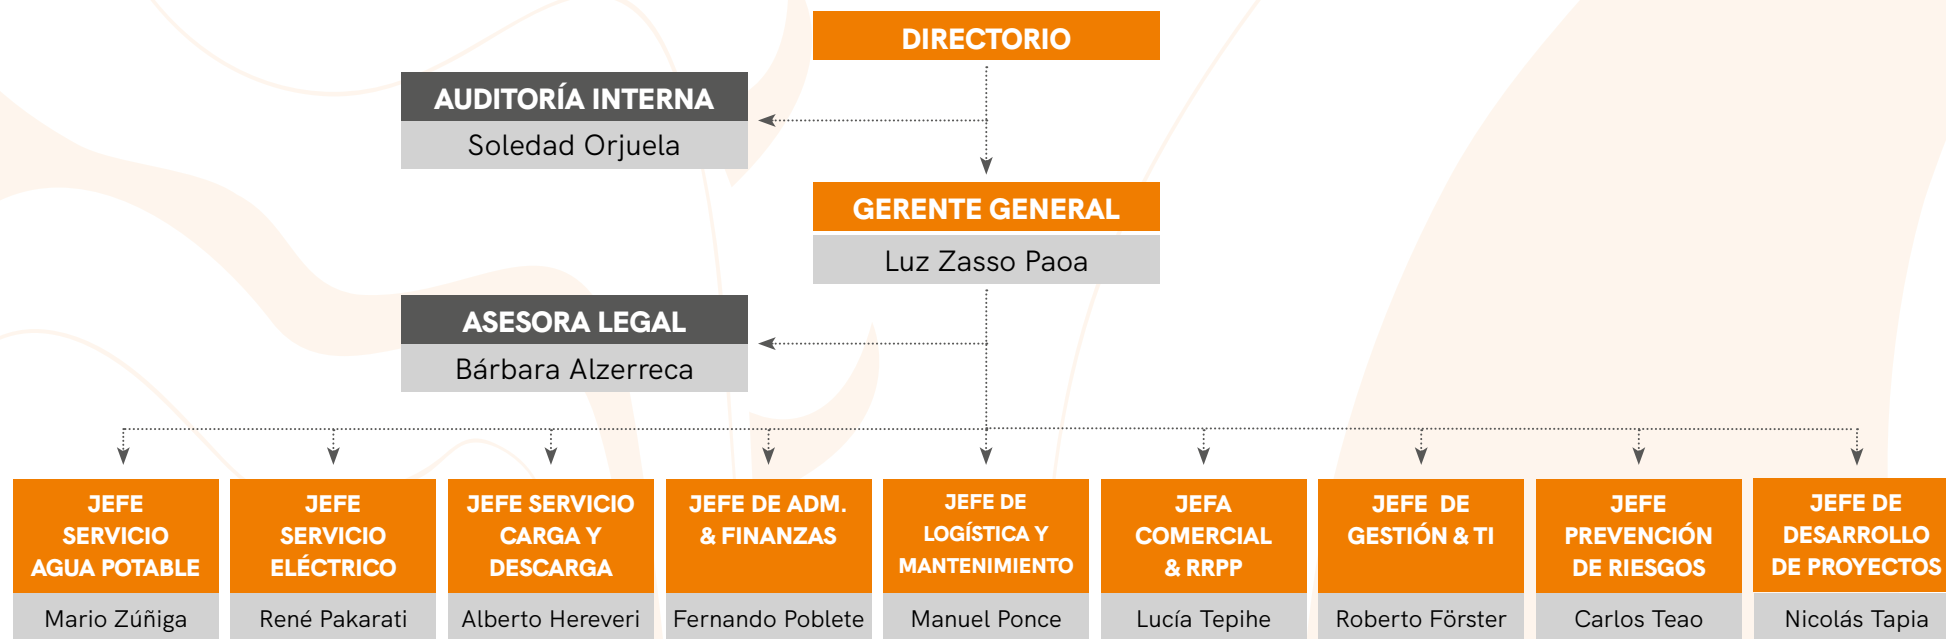 DIRECTORIO
AUDITORÍA INTERNA
Soledad Orjuela
GERENTE GENERAL
Luz Zasso Paoa
ASESORA LEGAL
Bárbara Alzerreca
JEFE
SERVICIO
AGUA POTABLE
Mario Zúñiga
JEFE
SERVICIO
ELÉCTRICO
René Pakarati
JEFE SERVICIO
CARGA Y
DESCARGA
Alberto Hereveri
JEFE DE ADM.
& FINANZAS
Fernando Poblete
JEFE DE
LOGÍSTICA Y
MANTENIMIENTO
Manuel Ponce
JEFA
COMERCIAL
& RRPP
Lucía Tepihe
JEFE DE
GESTIÓN & TI
Roberto Förster
JEFE
PREVENCIÓN
DE RIESGOS
Carlos Teao
JEFE DE
DESARROLLO
DE PROYECTOS
Nicolás Tapia